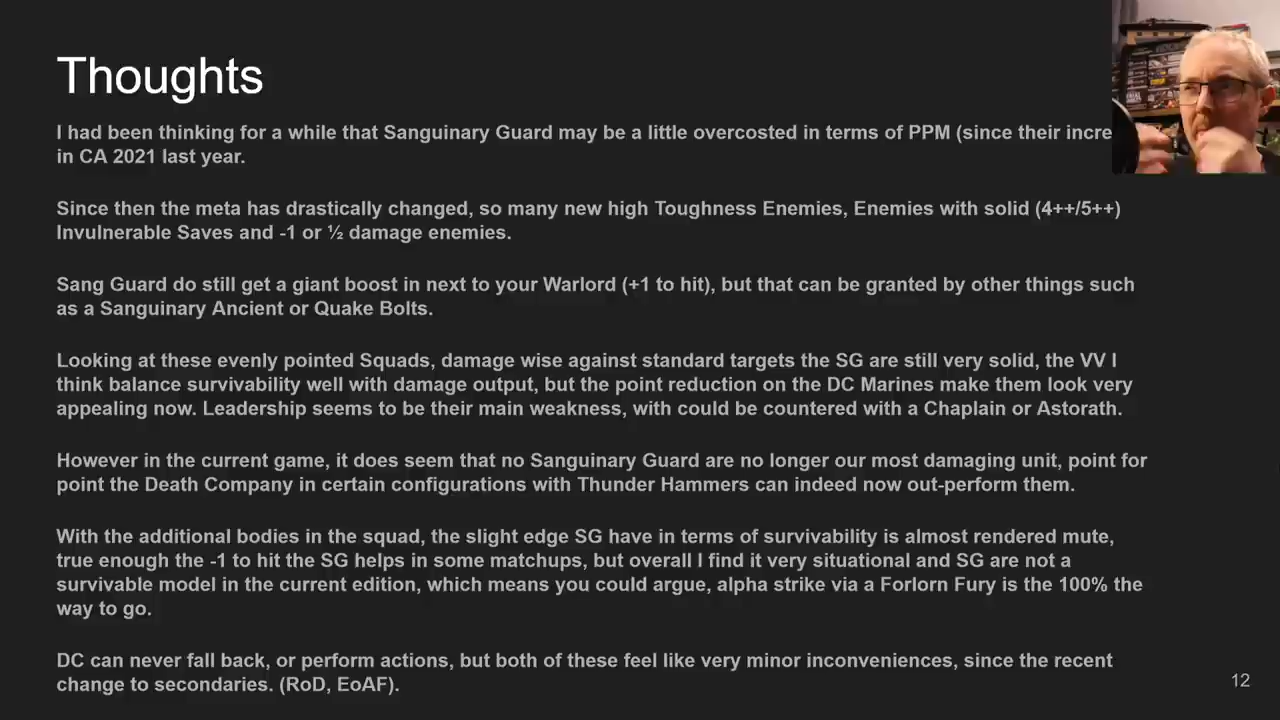 Thoughts
I had been thinking for a while that Sanguinary Guard may be a little overcosted in terms of PPM (since their incre
in CA 2021 last year.
Since then the meta has drastically changed, so many new high Toughness Enemies, Enemies with solid (4++/5++)
Invulnerable Saves and -1 or ½ damage enemies.
Sang Guard do still get a giant boost in next to your Warlord (+1 to hit), but that can be granted by other things such
as a Sanguinary Ancient or Quake Bolts.
Looking at these evenly pointed Squads, damage wise against standard targets the SG are still very solid, the VV I
think balance survivability well with damage output, but the point reduction on the DC Marines make them look very
appealing now. Leadership seems to be their main weakness, with could be countered with a Chaplain or Astorath.
However in the current game, it does seem that no Sanguinary Guard are no longer our most damaging unit, point for
point the Death Company in certain configurations with Thunder Hammers can indeed now out-perform them.
With the additional bodies in the squad, the slight edge SG have in terms of survivability is almost rendered mute,
true enough the -1 to hit the SG helps in some matchups, but overall I find it very situational and SG are not a
survivable model in the current edition, which means you could argue, alpha strike via a Forlorn Fury is the 100% the
way to go.
DC can never fall back, or perform actions, but both of these feel like very minor inconveniences, since the recent
change to secondaries. (RoD, EoAF).
12